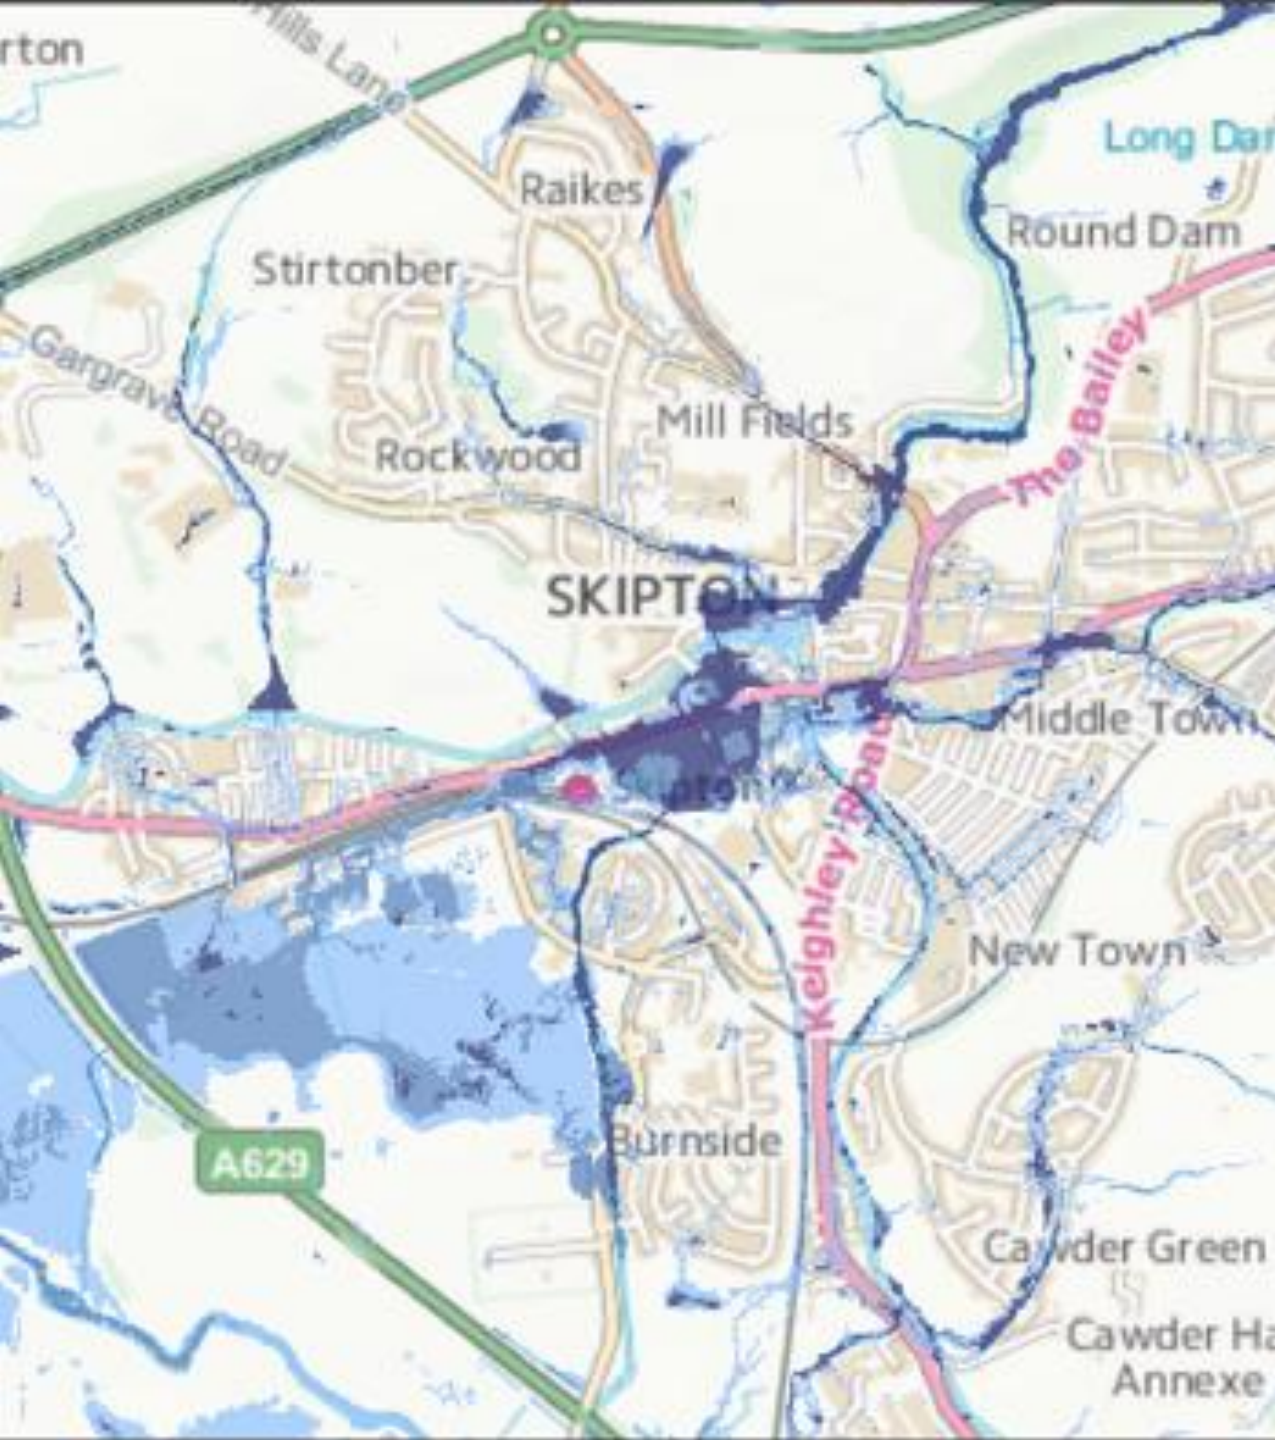 rton
Hills Lane
Long Dar
Raikes
Round Dam
Stirtonber
The Bailey
Gargrave Road
Mill Fields
Rockwood
SKIPTON
Middle Town
Keighley Road
New Town
Burnside
A629
Cawder Green
Cawder Ha
Annexe